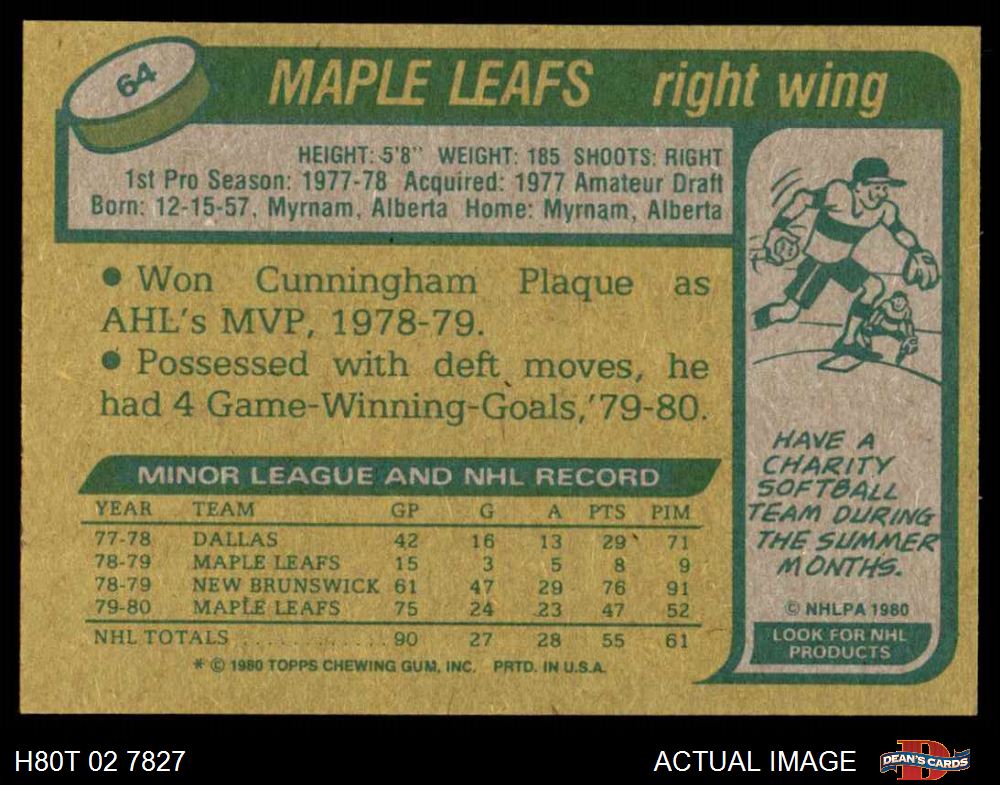 64
MAPLE LEAFS right wing
HEIGHT: 5'8" WEIGHT: 185 SHOOTS: RIGHT
1st Pro Season: 1977-78 Acquired: 1977 Amateur Draft
Born: 12-15-57, Myrnam, Alberta Home: Myrnam, Alberta
● Won Cunningham Plaque as
AHL's MVP, 1978-79.
● Possessed with deft moves, he
had 4 Game-Winning-Goals,'79-80.
MINOR LEAGUE AND NHL RECORD
YEAR TEAM GP G A PTS PIM
77-78 DALLAS 42 16 13 29 71
78-79 MAPLE LEAFS 15 3 5 8 9
78-79 NEW BRUNSWICK 61 47 29 76 91
79-80 MAPLE LEAFS 75 24 23 47 52
NHL TOTALS . . . . . . . . . . . . . 90 27 28 55 61
* © 1980 TOPPS CHEWING GUM, INC. PRTD. IN U.S.A.
HAVE A
CHARITY
SOFTBALL
TEAM DURING
THE SUMMER
MONTHS.
© NHLPA 1980
LOOK FOR NHL
PRODUCTS
H80T 02 7827 ACTUAL IMAGE D DEAN'S CARDS